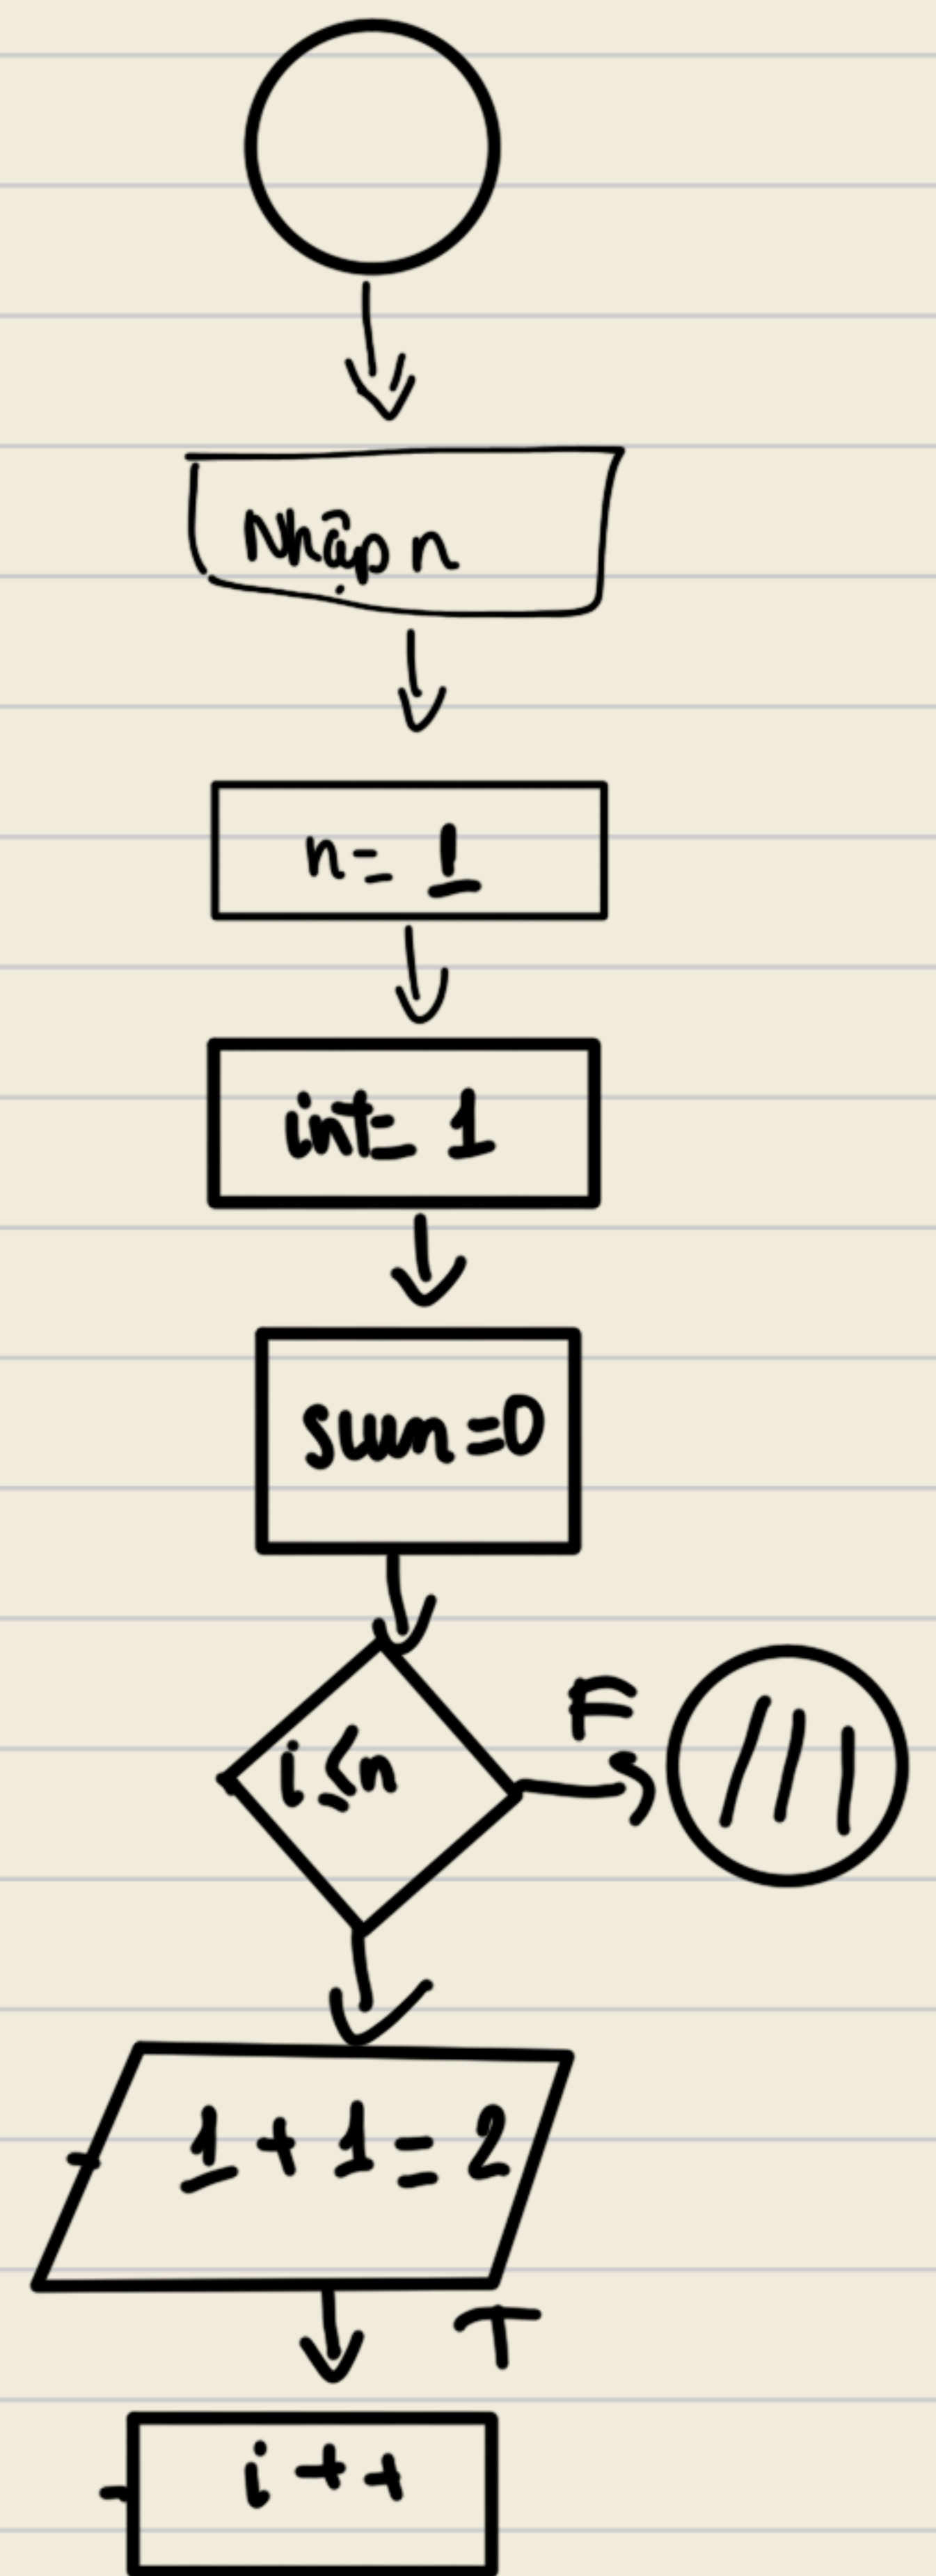 Nhập n
n = 1
int = 1
sum = 0
i ≤ n
F
1 + 1 = 2
T
i + +